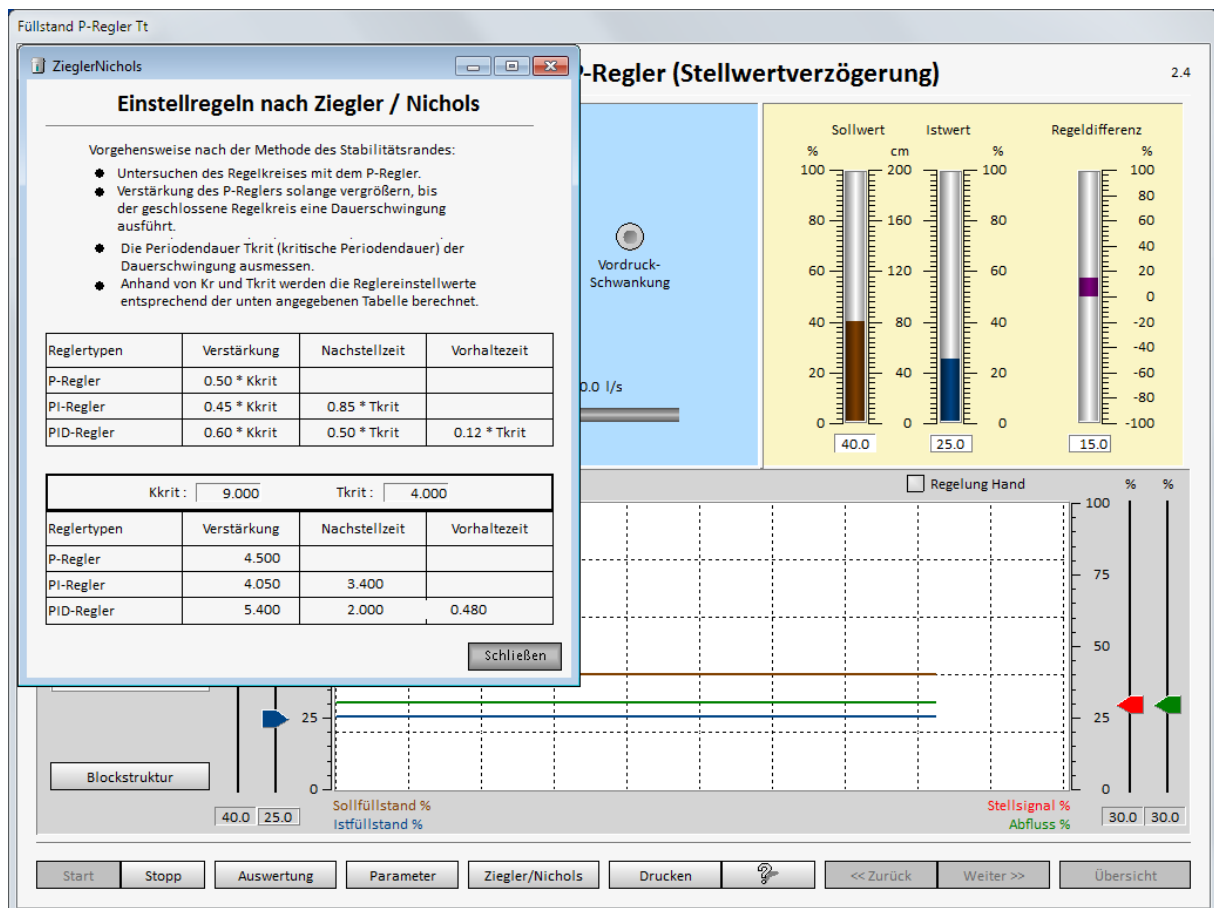 Füllstand P-Regler Tt
ZieglerNichols
P-Regler (Stellwertverzögerung)
2.4
Einstellregeln nach Ziegler / Nichols
Vorgehensweise nach der Methode des Stabilitätsrandes:
Untersuchen des Regelkreises mit dem P-Regler.
Verstärkung des P-Reglers solange vergrößern, bis
der geschlossene Regelkreis eine Dauerschwingung
ausführt.
Die Periodendauer Tkrit (kritische Periodendauer) der
Dauerschwingung ausmessen.
Anhand von Kr und Tkrit werden die Reglereinstellwerte
entsprechend der unten angegebenen Tabelle berechnet.
Reglertypen Verstärkung Nachstellzeit Vorhaltezeit
P-Regler 0.50 * Kkrit
PI-Regler 0.45 * Kkrit 0.85 * Tkrit
PID-Regler 0.60 * Kkrit 0.50 * Tkrit 0.12 * Tkrit
Kkrit : 9.000 Tkrit : 4.000
Reglertypen Verstärkung Nachstellzeit Vorhaltezeit
P-Regler 4.500
PI-Regler 4.050 3.400
PID-Regler 5.400 2.000 0.480
Schließen
Vordruck-
Schwankung
0.0 l/s
Sollwert Istwert Regeldifferenz
% cm % %
100 200 100 100
80
80 160 80 60
40
60 120 60 20
0
40 80 40 -20
-40
20 40 20 -60
-80
0 0 0 -100
40.0 25.0 15.0
Regelung Hand
% %
100
75
50
25 25
0 0
Blockstruktur
40.0 25.0
Sollfüllstand %
Istfüllstand %
Stellsignal %
Abfluss %
30.0 30.0
Start Stopp Auswertung Parameter Ziegler/Nichols Drucken ? << Zurück Weiter >> Übersicht